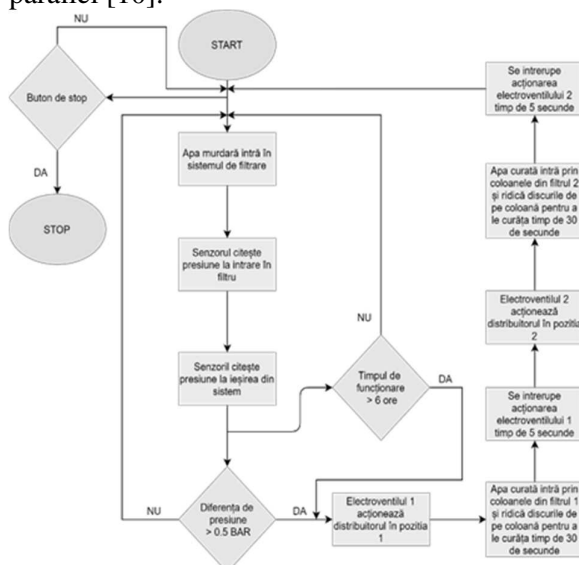 paralel [10].
NU
START
Buton de stop
DA
STOP
Apa murdară intră în
sistemul de filtrare
Senzorul citește
presiune la intrare în
filtru
Senzoril citește
presiune la ieșirea din
sistem
Diferența de
presiune
> 0.5 BAR
NU
DA
NU
Timpul de
funcționare
> 6 ore
DA
Electroventilul 1
acționează
distribuitorul în pozitia
1
Apa curată intră prin
coloanele din filtrul 1
și ridică discurile de
pe coloană pentru a
le curăța timp de 30
de secunde
Se intrerupe
acționarea
electroventilului 1
timp de 5 secunde
Electroventilul 2
acționează
distribuitorul în pozitia
2
Apa curată intră prin
coloanele din filtrul 2
și ridică discurile de
pe coloană pentru a
le curăța timp de 30
de secunde
Se intrerupe
acționarea
electroventilului 2
timp de 5 secunde